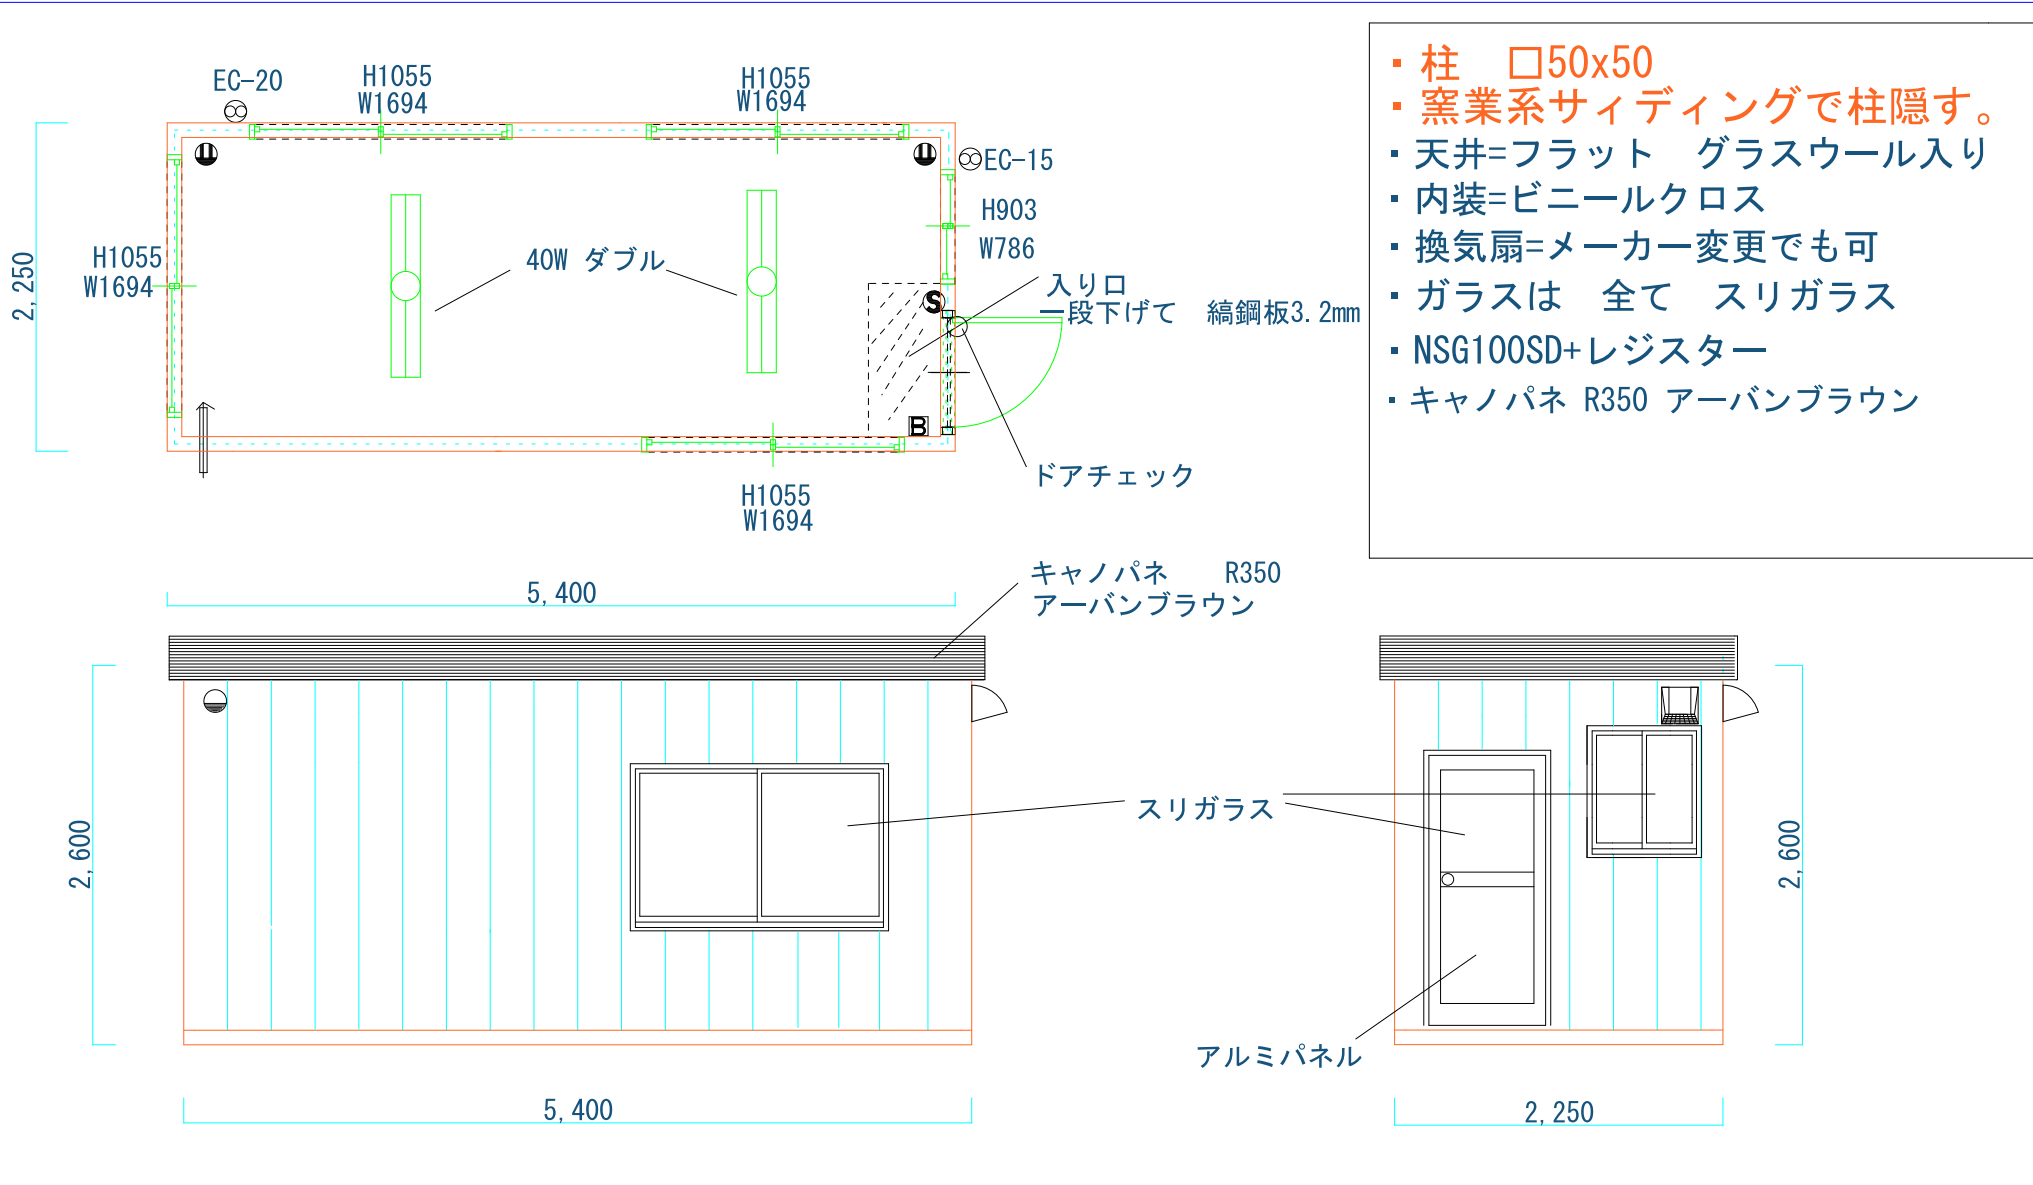 EC-20
H1055
W1694
H1055
W1694
EC-15
2,250
H1055
W1694
40W ダブル
H903
W786
入り口
一段下げて　縞鋼板3.2mm
S
B
ドアチェック
H1055
W1694
5,400
・柱　口50x50
・窯業系サィディングで柱隠す。
・天井=フラット　グラスウール入り
・内装=ビニールクロス
・換気扇=メーカー変更でも可
・ガラスは　全て　スリガラス
・NSG100SD+レジスター
・キャノパネ R350 アーバンブラウン
キャノパネ　R350
アーバンブラウン
2,600
スリガラス
アルミパネル
2,600
5,400
2,250